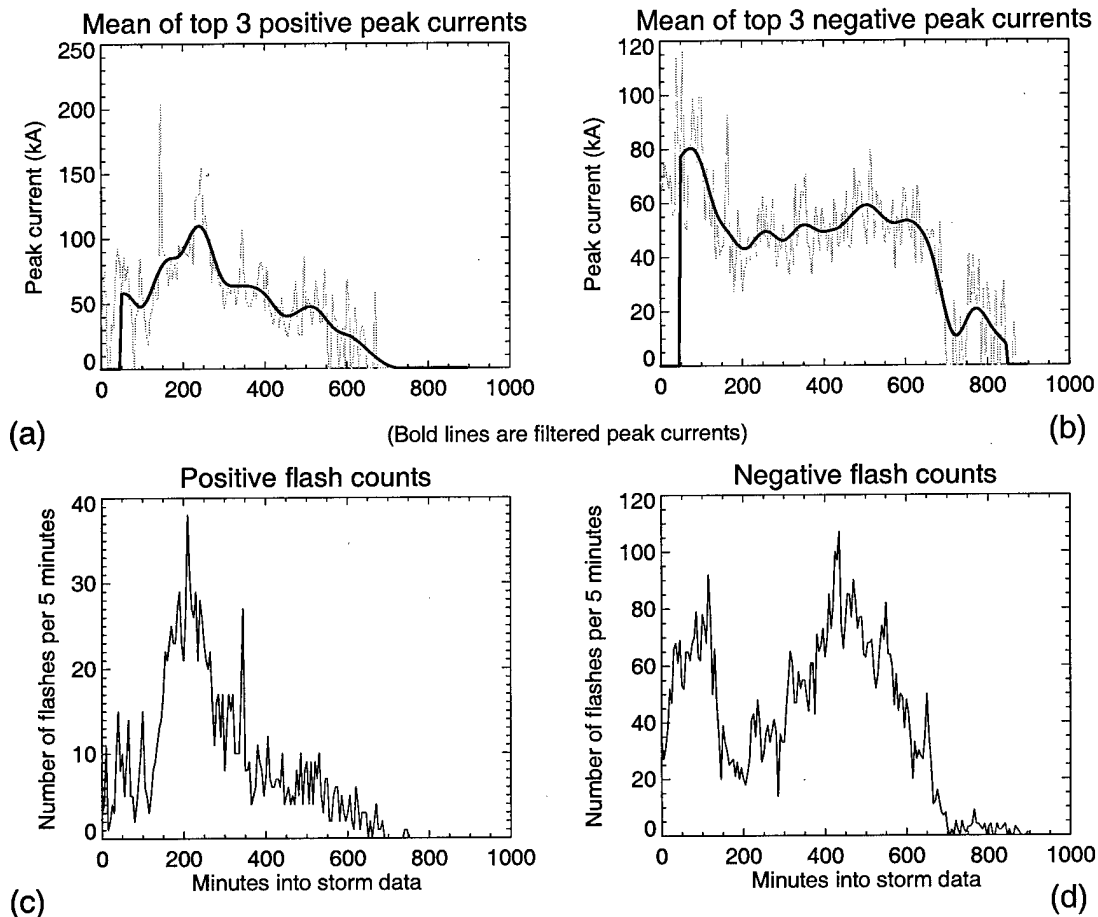 Mean of top 3 positive peak currents
Mean of top 3 negative peak currents
250
200
150
100
50
0
Peak current (kA)
0 200 400 600 800 1000
120
100
80
60
40
20
0
Peak current (kA)
0 200 400 600 800 1000
(a)
(Bold lines are filtered peak currents)
(b)
Positive flash counts
Negative flash counts
40
30
20
10
0
Number of flashes per 5 minutes
0 200 400 600 800 1000
Minutes into storm data
120
100
80
60
40
20
0
Number of flashes per 5 minutes
0 200 400 600 800 1000
Minutes into storm data
(c)
(d)